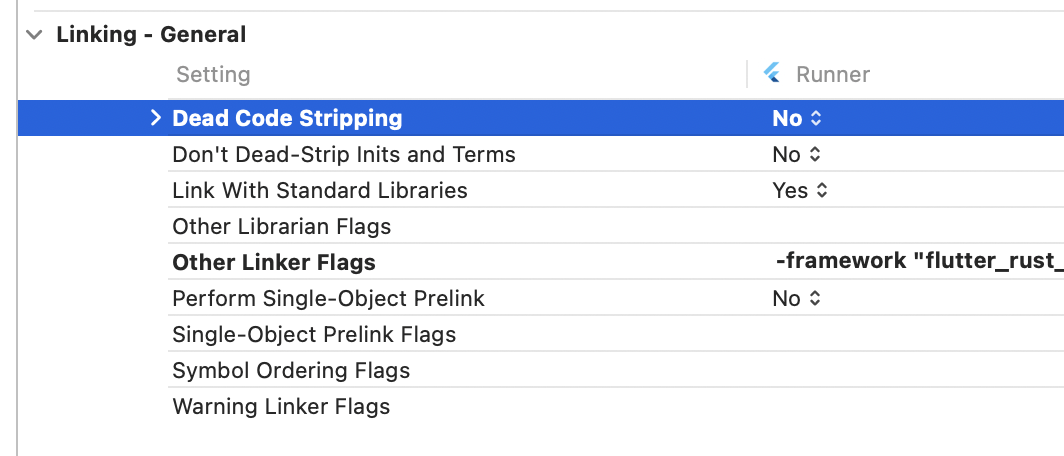 Linking - General
Setting Runner
Dead Code Stripping No
Don't Dead-Strip Inits and Terms No
Link With Standard Libraries Yes
Other Librarian Flags
Other Linker Flags -framework "flutter_rust_
Perform Single-Object Prelink No
Single-Object Prelink Flags
Symbol Ordering Flags
Warning Linker Flags